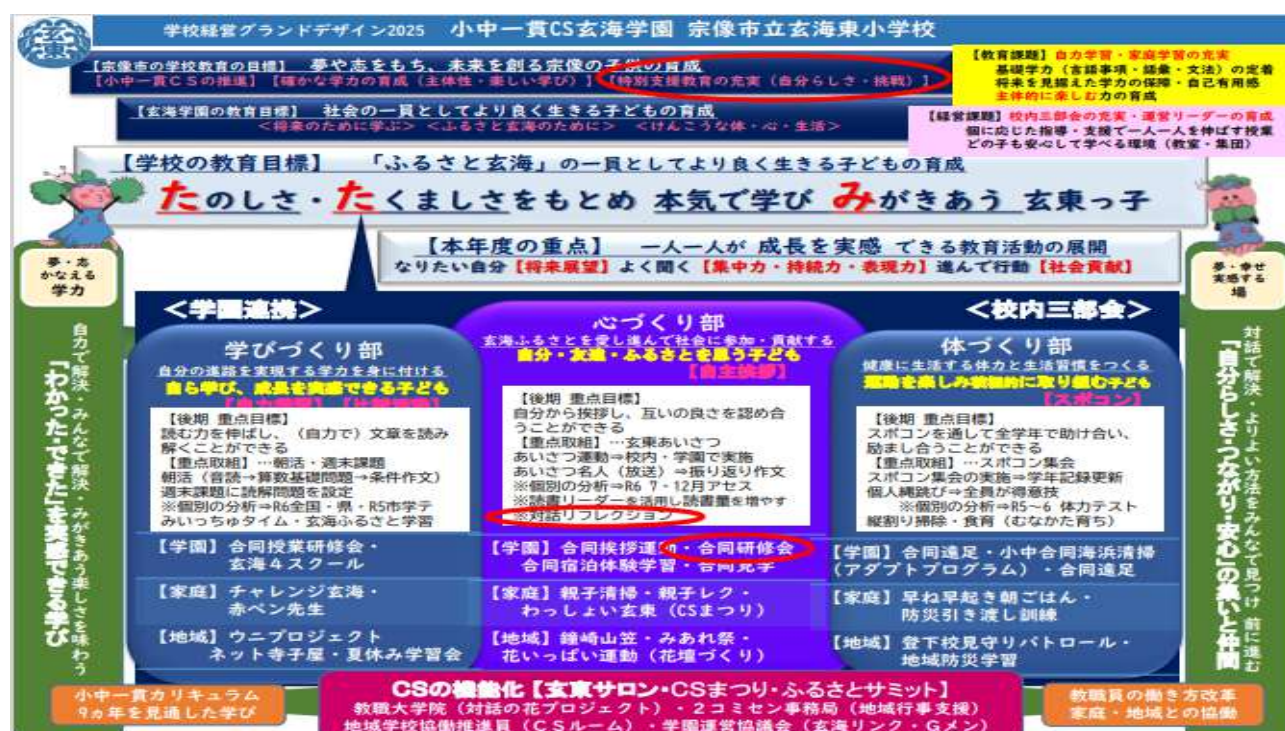 玄東
学校経営グランドデザイン2025 小中一貫CS玄海学園 宗像市立玄海東小学校
【宗像市の学校教育の目標】 夢や志をもち、未来を創る宗像の子供の育成
【小中一貫CSの推進】【確かな学力の育成（主体性・楽しい学び）】【特別支援教育の充実（自分らしさ・挑戦）】
【教育課題】自力学習・家庭学習の充実
基礎学力（言語事項・語彙・文法）の定着
将来を見据えた学力の保障・自己有用感
主体的に楽しむ力の育成
【玄海学園の教育目標】 社会の一員としてより良く生きる子どもの育成
＜将来のために学ぶ＞ ＜ふるさと玄海のために＞ ＜けんこうな体・心・生活＞
【経営課題】校内三部会の充実・運営リーダーの育成
個に応じた指導・支援で一人一人を伸ばす授業
どの子も安心して学べる環境（教室・集団）
【学校の教育目標】 「ふるさと玄海」の一員としてより良く生きる子どもの育成
たのしさ・たくましさをもとめ 本気で学び みがきあう 玄東っ子
【本年度の重点】 一人一人が 成長を実感 できる教育活動の展開
なりたい自分【将来展望】よく聞く【集中力・持続力・表現力】進んで行動【社会貢献】
夢・志
かなえる
学力
自力で解決・みんなで解決・みがきあう楽しさを味わう
「わかった・できた」を実感できる学び
＜学園連携＞
学びづくり部
自分の進路を実現する学力を身に付ける
自ら学び、成長を実感できる子ども
【後期 重点目標】
読む力を伸ばし、（自力で）文章を読み
解くことができる
【重点取組】…朝活・週末課題
朝活（音読→算数基礎問題→条件作文）
週末課題に読解問題を設定
※個別の分析⇒R6全国・県・R5市学テ
みいっちゅタイム・玄海ふるさと学習
【学園】合同授業研修会・
玄海4スクール
【家庭】チャレンジ玄海・
赤ペン先生
【地域】ウニプロジェクト
ネット寺子屋・夏休み学習会
心づくり部
玄海ふるさとを愛し進んで社会に参加・貢献する
自分・友達・ふるさとを思う子ども
【自主挨拶】
【後期 重点目標】
自分から挨拶し、互いの良さを認め合
うことができる
【重点取組】…玄東あいさつ
あいさつ運動⇒校内・学園で実施
あいさつ名人（放送）⇒振り返り作文
※個別の分析⇒R6 7・12月アセス
※読書リーダーを活用し読書量を増やす
※対話リフレクション
【学園】合同挨拶運動・合同研修会
合同宿泊体験学習・合同見学
【家庭】親子清掃・親子レク・
わっしょい玄東（CSまつり）
【地域】鐘崎山笠・みあれ祭・
花いっぱい運動（花壇づくり）
＜校内三部会＞
体づくり部
健康に生活する体力と生活習慣をつくる
運動を楽しみ積極的に取り組む子ども
【スポコン】
【後期 重点目標】
スポコンを通して全学年で助け合い、
励まし合うことができる
【重点取組】…スポコン集会
スポコン集会の実施⇒学年記録更新
個人縄跳び⇒全員が得意技
※個別の分析⇒R5～6 体力テスト
縦割り掃除・食育（むなかた育ち）
【学園】合同遠足・小中合同海浜清掃
（アダプトプログラム）・合同遠足
【家庭】早ね早起き朝ごはん・
防災引き渡し訓練
【地域】登下校見守りパトロール・
地域防災学習
夢・幸せ
実感する
場
対話で解決・よりよい方法をみんなで見つけ 前に進む
「自分らしさ・つながり・安心」の集いと仲間
小中一貫カリキュラム
9ヵ年を見通した学び
CSの機能化【玄東サロン・CSまつり・ふるさとサミット】
教職大学院（対話の花プロジェクト）・2コミセン事務局（地域行事支援）
地域学校協働推進員（CSルーム）・学園運営協議会（玄海リンク・Gメン）
教職員の働き方改革
家庭・地域との協働